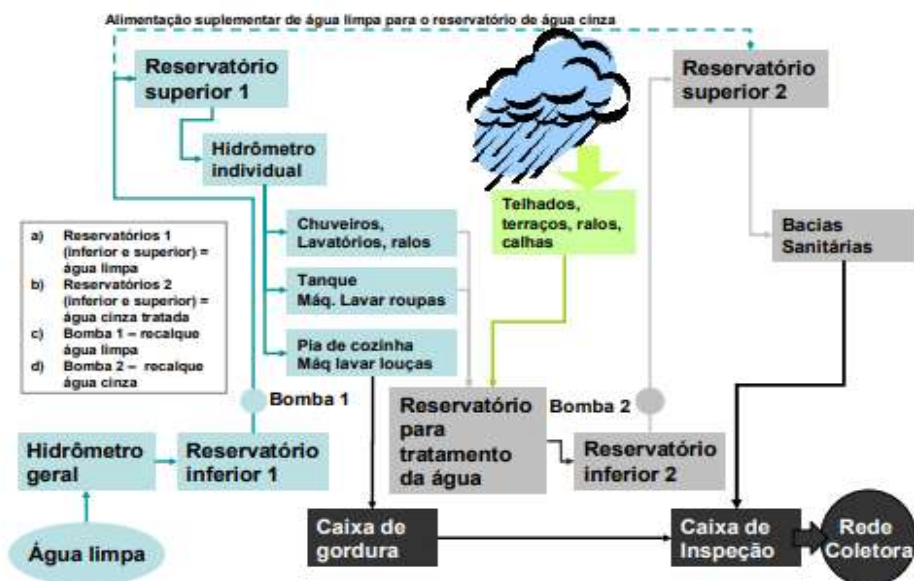 Alimentação suplementar de água limpa para o reservatório de água cinza
Reservatório
superior 1
Reservatório
superior 2
Hidrômetro
individual
Telhados,
terraços, ralos,
calhas
Chuveiros,
Lavatórios, ralos
Bacias
Sanitárias
a) Reservatórios 1
(inferior e superior) =
água limpa
b) Reservatórios 2
(inferior e superior) =
água cinza tratada
c) Bomba 1 – recalque
água limpa
d) Bomba 2 – recalque
água cinza
Tanque
Máq. Lavar roupas
Pia de cozinha
Máq lavar louças
Bomba 1
Reservatório
para
tratamento
da água
Bomba 2
Hidrômetro
geral
Reservatório
inferior 1
Reservatório
inferior 2
Água limpa
Caixa de
gordura
Caixa de
Inspeção
Rede
Coletora